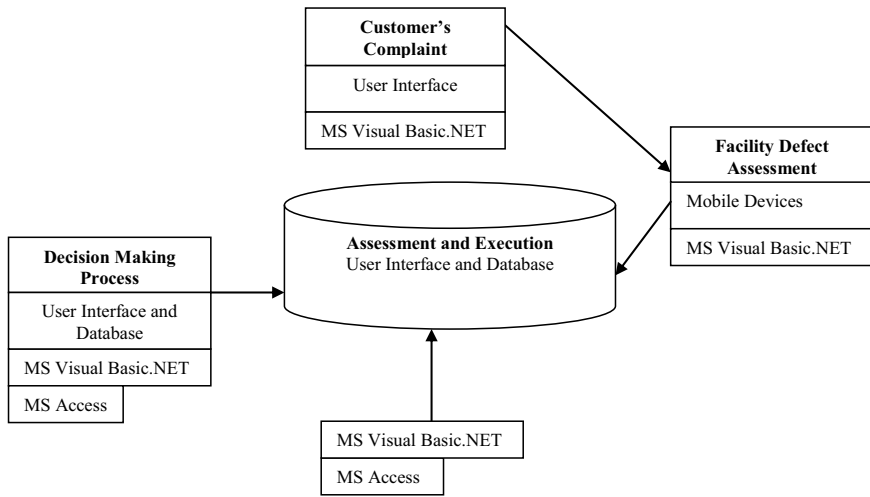 Customer's
Complaint
User Interface
MS Visual Basic.NET
Facility Defect
Assessment
Mobile Devices
MS Visual Basic.NET
Assessment and Execution
User Interface and Database
Decision Making
Process
User Interface and
Database
MS Visual Basic.NET
MS Access
MS Visual Basic.NET
MS Access